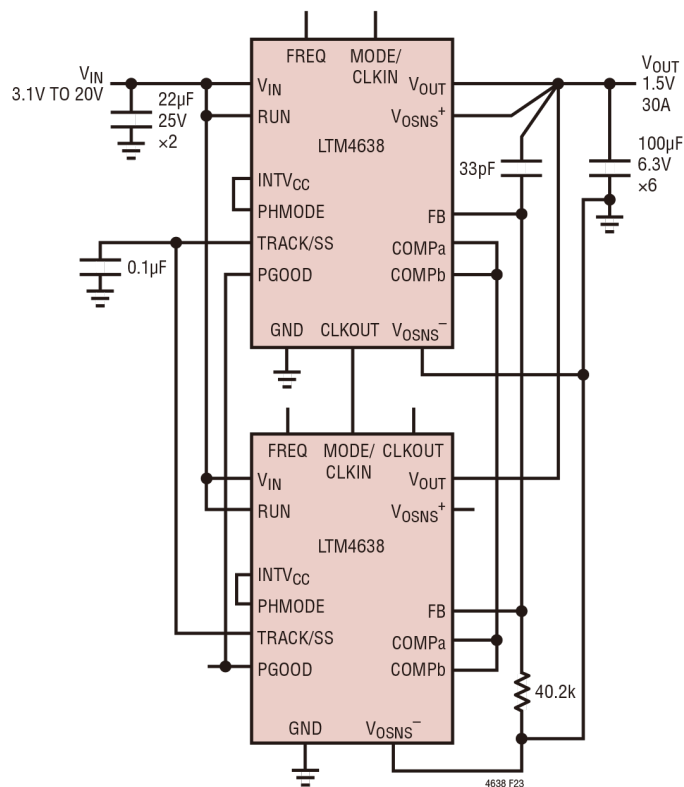 FREQ
MODE/
CLKIN
VIN
3.1V TO 20V
22µF
25V
×2
VIN
RUN
LTM4638
INTVCC
PHMODE
TRACK/SS
PGOOD
0.1µF
GND
CLKOUT
VOSNS–
VOUT
VOSNS+
33pF
FB
COMPa
COMPb
VOUT
1.5V
30A
100µF
6.3V
×6
FREQ
MODE/
CLKIN
CLKOUT
VIN
RUN
LTM4638
INTVCC
PHMODE
TRACK/SS
PGOOD
GND
VOSNS–
VOUT
VOSNS+
FB
COMPa
COMPb
40.2k
4638 F23